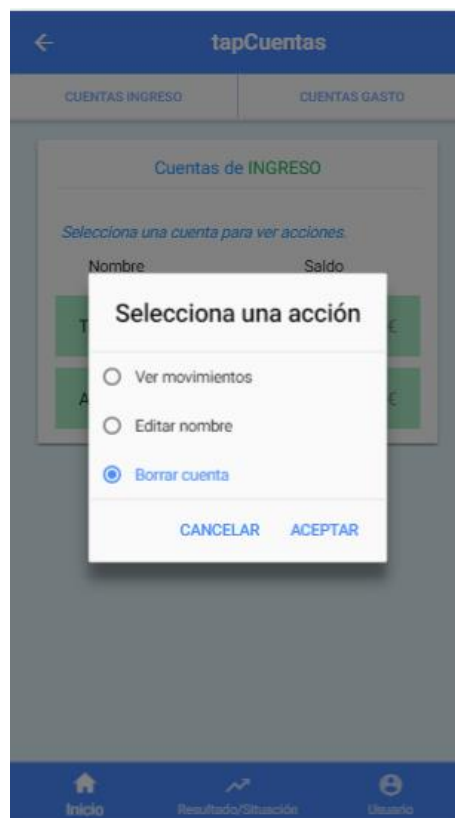 tapCuentas
CUENTAS INGRESO CUENTAS GASTO
Cuentas de INGRESO
Selecciona una cuenta para ver acciones.
Nombre Saldo
T €
A €
Selecciona una acción
Ver movimientos
Editar nombre
Borrar cuenta
CANCELAR ACEPTAR
Inicio Resultado/Situación Usuario